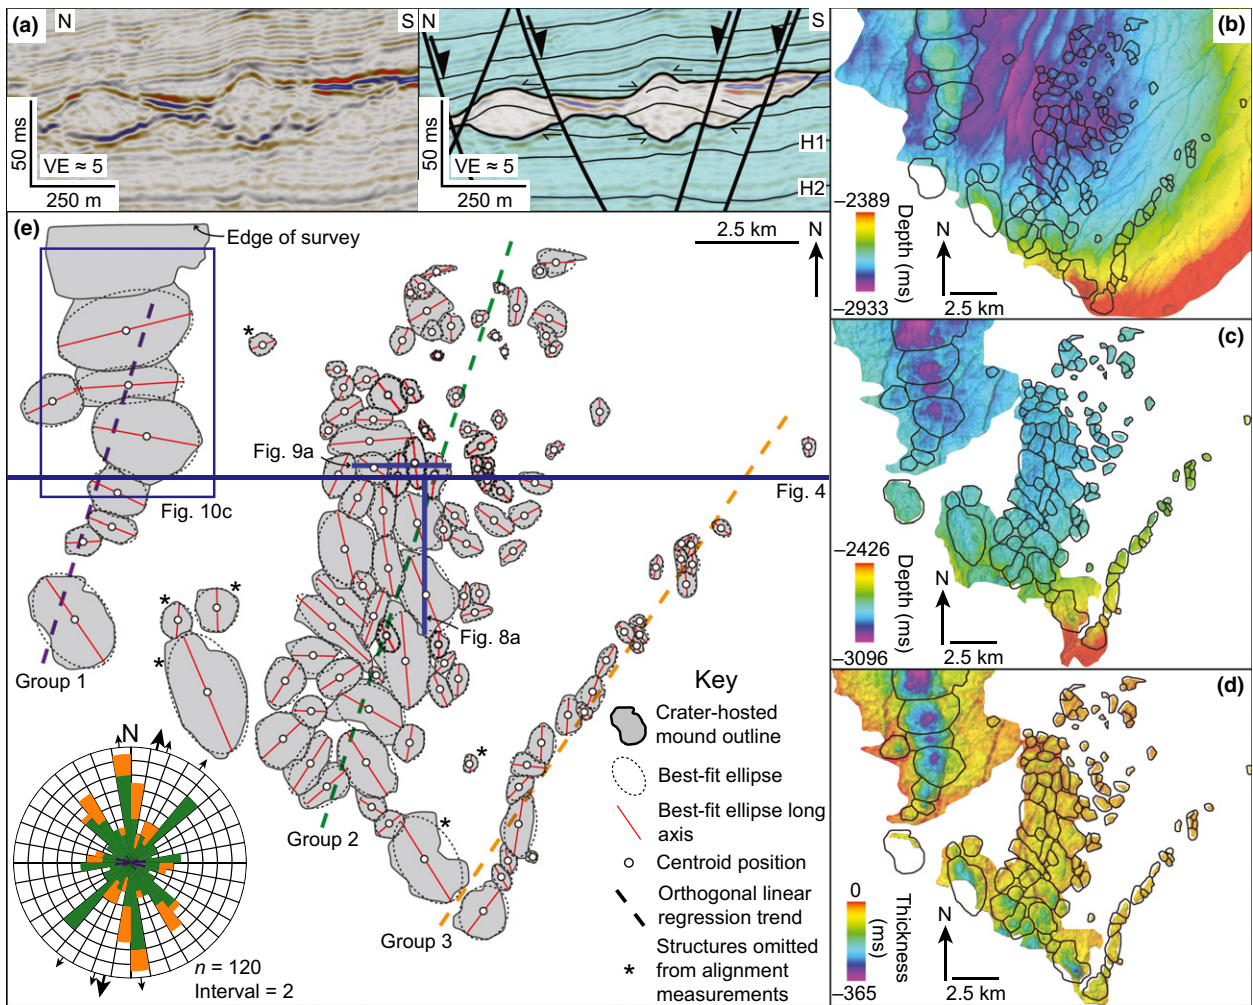 (a)
N
S
50 ms
VE ≈ 5
250 m
N
S
50 ms
VE ≈ 5
250 m
H1
H2
(b)
–2389
Depth (ms)
–2933
N
2.5 km
(c)
–2426
Depth (ms)
–3096
N
2.5 km
(d)
0
Thickness (ms)
–365
N
2.5 km
(e)
Edge of survey
2.5 km
N
*
Fig. 9a
Fig. 4
Fig. 10c
*
*
*
Fig. 8a
Group 1
*
*
Group 2
Group 3
N
n = 120
Interval = 2
Key
Crater-hosted
mound outline
Best-fit ellipse
Best-fit ellipse long
axis
Centroid position
Orthogonal linear
regression trend
Structures omitted
* from alignment
measurements